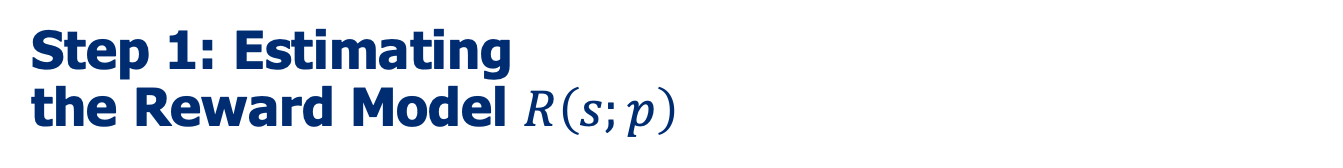 Step 1: Estimating
the Reward Model R(s; p)